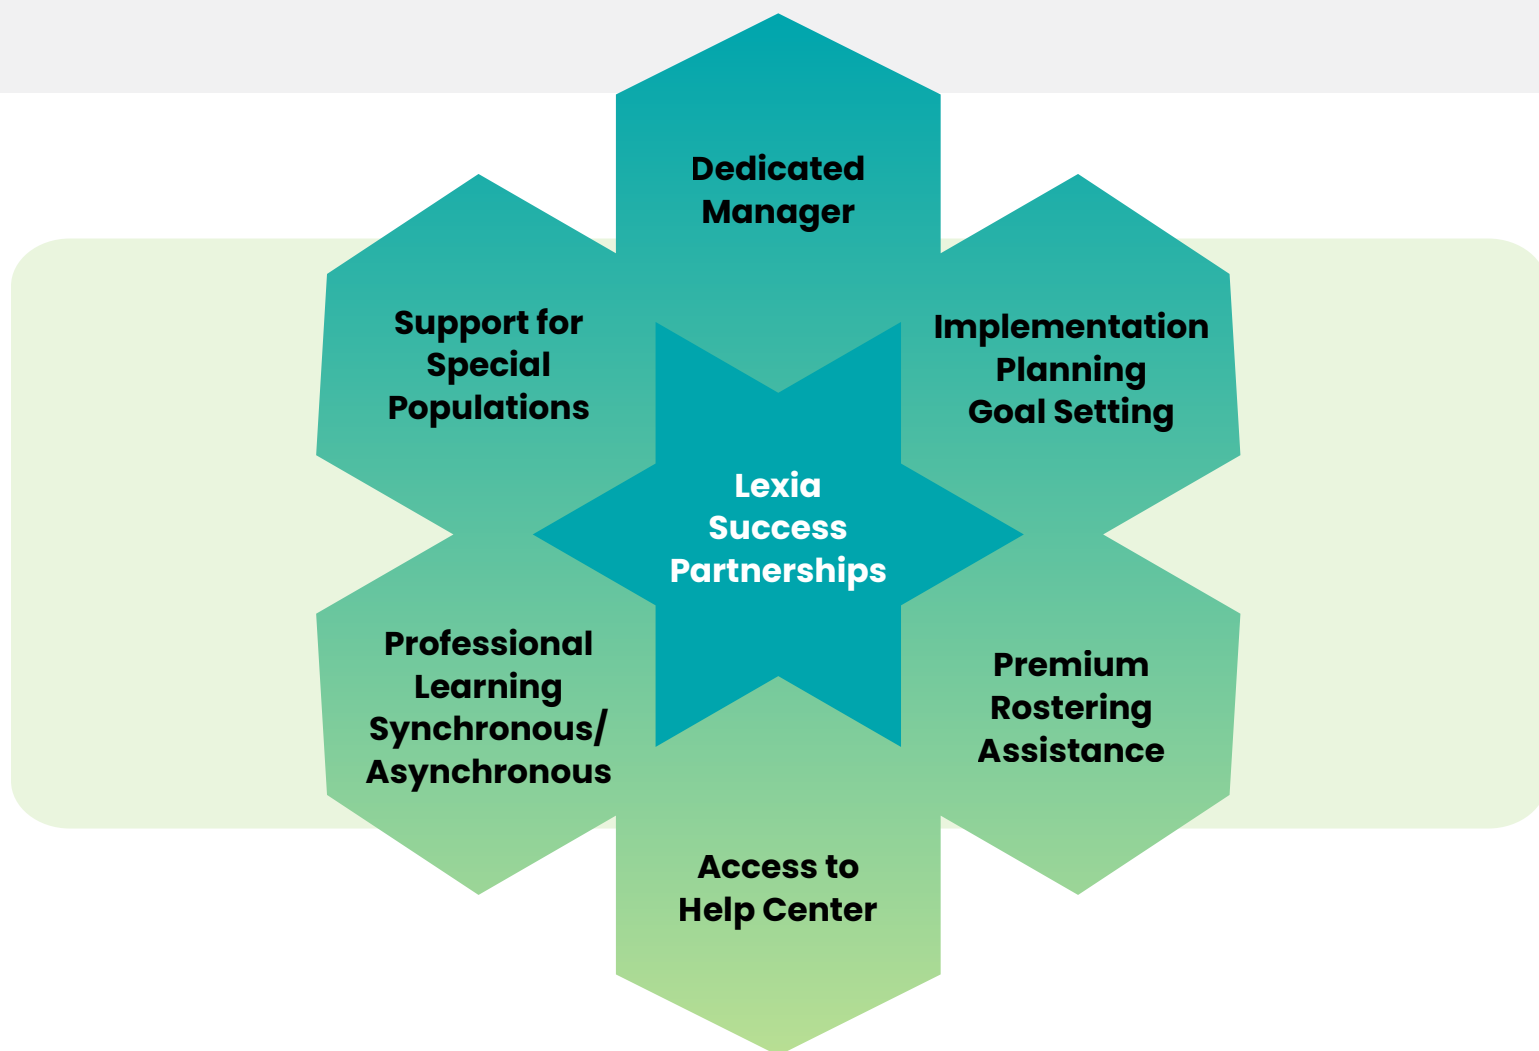 Dedicated
Manager
Support for
Special
Populations
Implementation
Planning
Goal Setting
Lexia
Success
Partnerships
Professional
Learning
Synchronous/
Asynchronous
Premium
Rostering
Assistance
Access to
Help Center